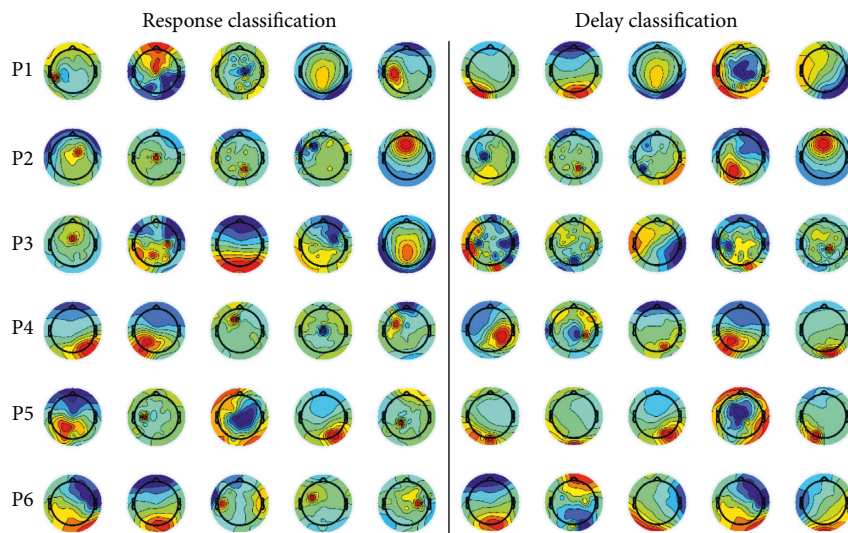 Response classification
Delay classification
P1
P2
P3
P4
P5
P6